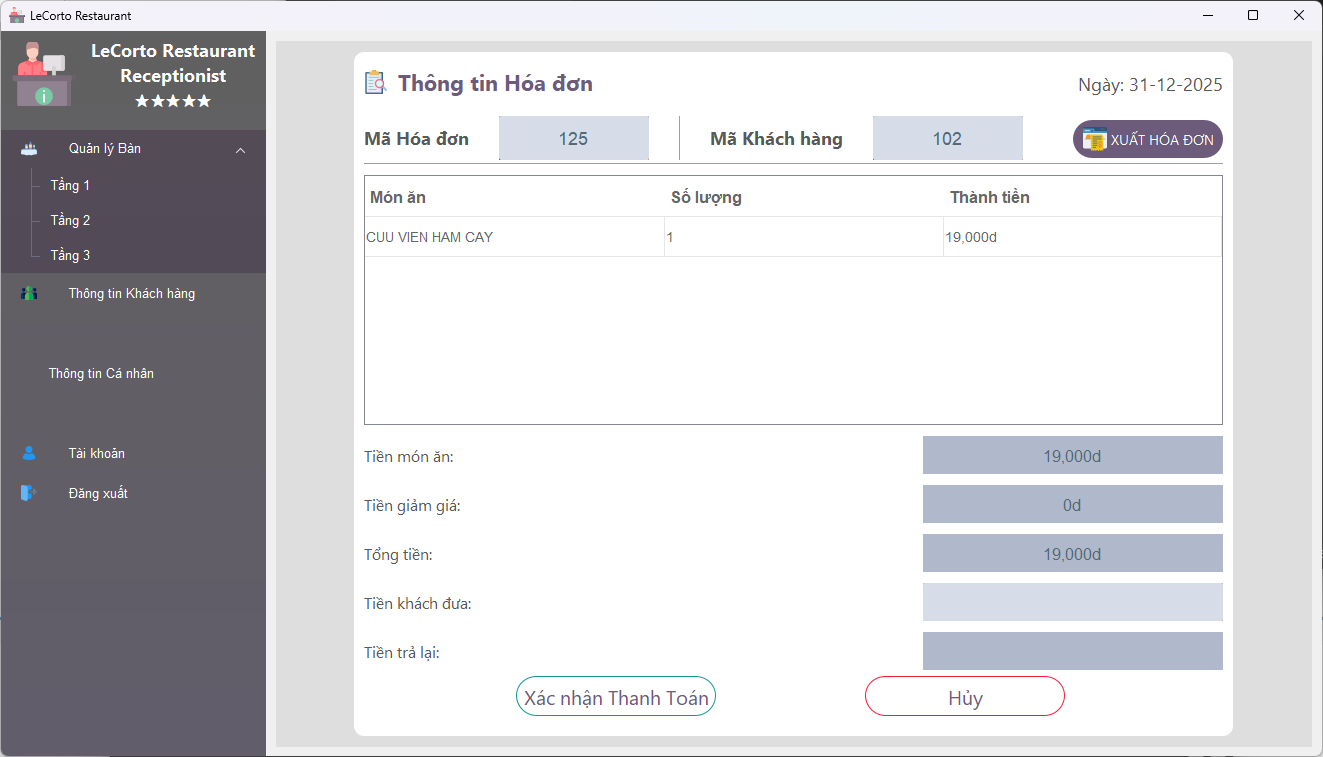 LeCorto Restaurant
LeCorto Restaurant
Receptionist
★★★★★
Quản lý Bàn
Tầng 1
Tầng 2
Tầng 3
Thông tin Khách hàng
Thông tin Cá nhân
Tài khoản
Đăng xuất
Thông tin Hóa đơn
Ngày: 31-12-2025
Mã Hóa đơn 125 Mã Khách hàng 102 XUẤT HÓA ĐƠN
Món ăn Số lượng Thành tiền
CUU VIEN HAM CAY 1 19,000d
Tiền món ăn: 19,000d
Tiền giảm giá: 0d
Tổng tiền: 19,000d
Tiền khách đưa:
Tiền trả lại:
Xác nhận Thanh Toán Hủy